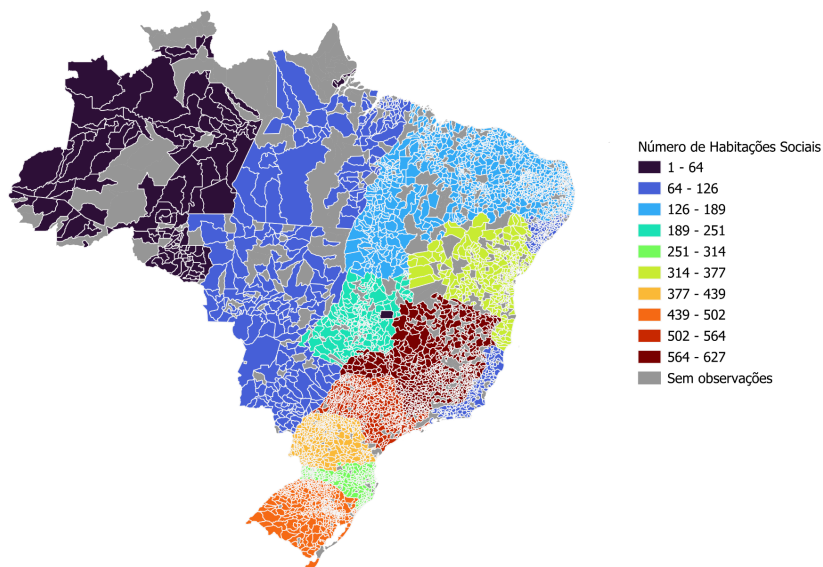 Número de Habitações Sociais
1 - 64
64 - 126
126 - 189
189 - 251
251 - 314
314 - 377
377 - 439
439 - 502
502 - 564
564 - 627
Sem observações